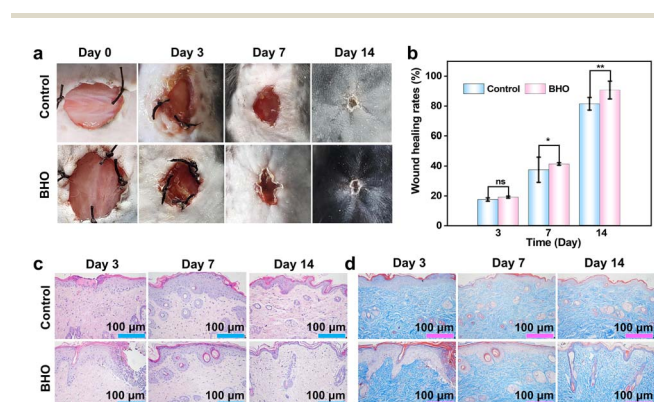 a
Day 0 Day 3 Day 7 Day 14
Control
BHO
b
Wound healing rates (%)
100
80
60
40
20
0
Control BHO
ns
*
**
3 7 14
Time (Day)
c
Day 3 Day 7 Day 14
Control
100 µm 100 µm 100 µm
BHO
100 µm 100 µm 100 µm
d
Day 3 Day 7 Day 14
Control
100 µm 100 µm 100 µm
BHO
100 µm 100 µm 100 µm